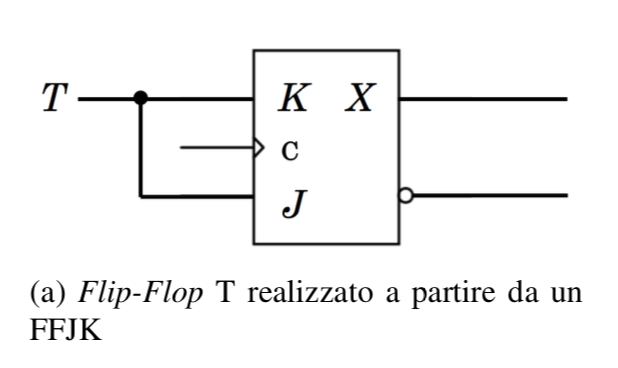 T K X
C
J
(a) Flip-Flop T realizzato a partire da un
FFJK